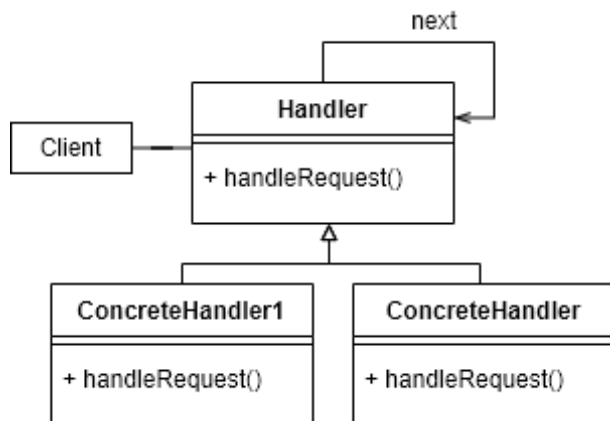 next
Handler
Client
+ handleRequest()
ConcreteHandler1
ConcreteHandler
+ handleRequest()
+ handleRequest()